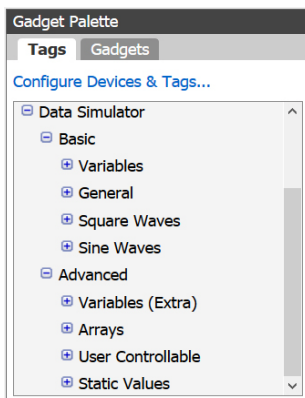 Gadget Palette
Tags Gadgets
Configure Devices & Tags...
Data Simulator
Basic
Variables
General
Square Waves
Sine Waves
Advanced
Variables (Extra)
Arrays
User Controllable
Static Values